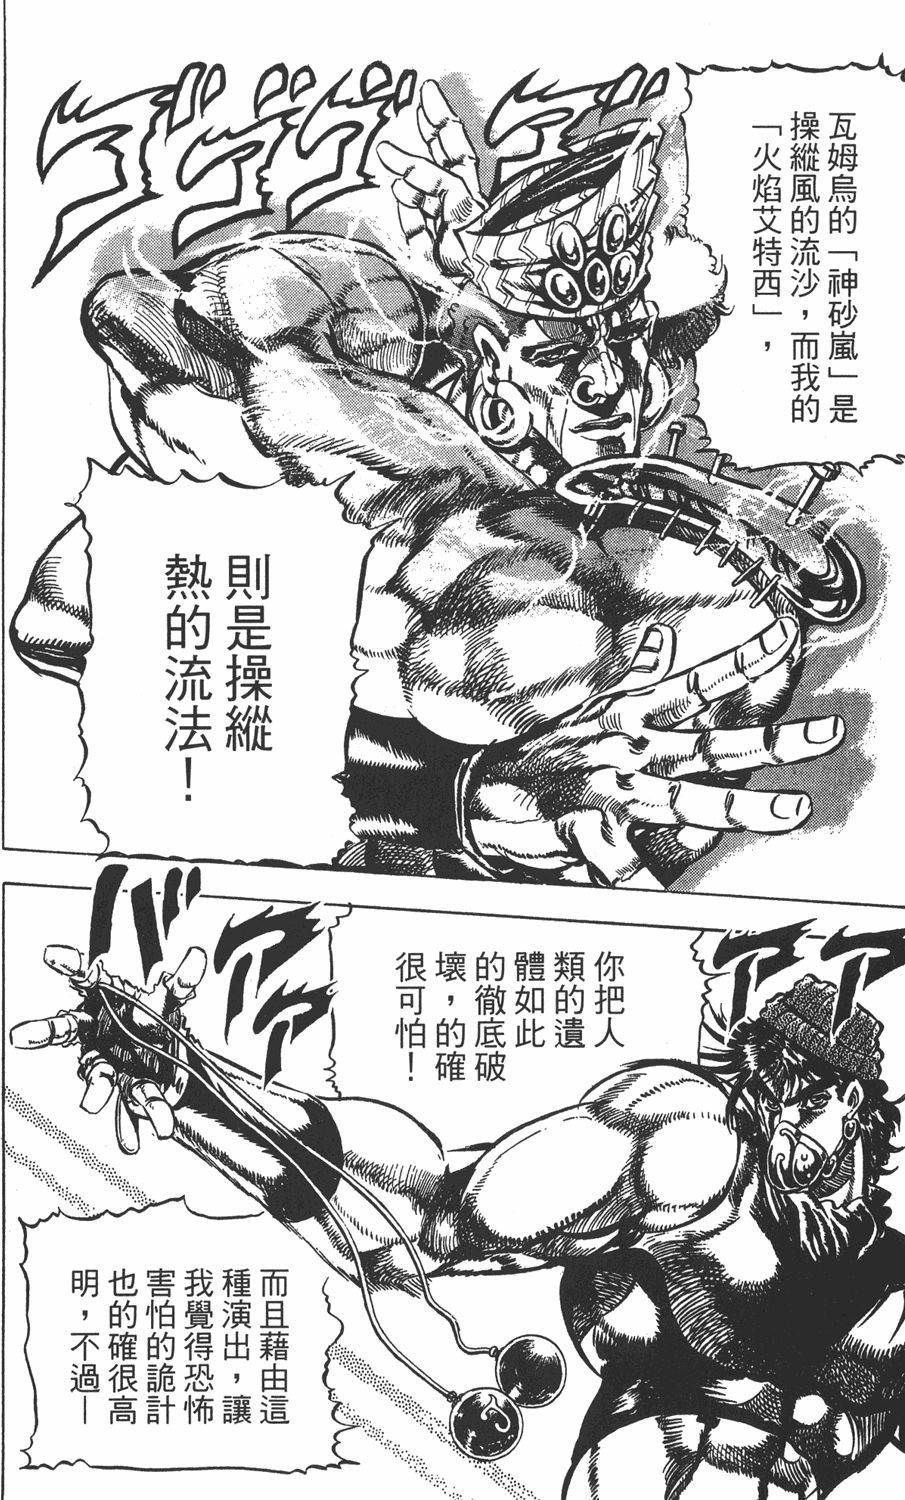 瓦姆烏的「神砂嵐」是
操縱風的流沙，而我的
「火焰艾特西」，
則是操縱
熱的流法！
ゴゴゴゴ
你把人
類的遺
體如此
的徹底破
壞，的確
很可怕！
バァァ
アァ
而且藉由這
種演出，讓
我覺得恐怖
害怕的詭計
也的確很高
明，不過—